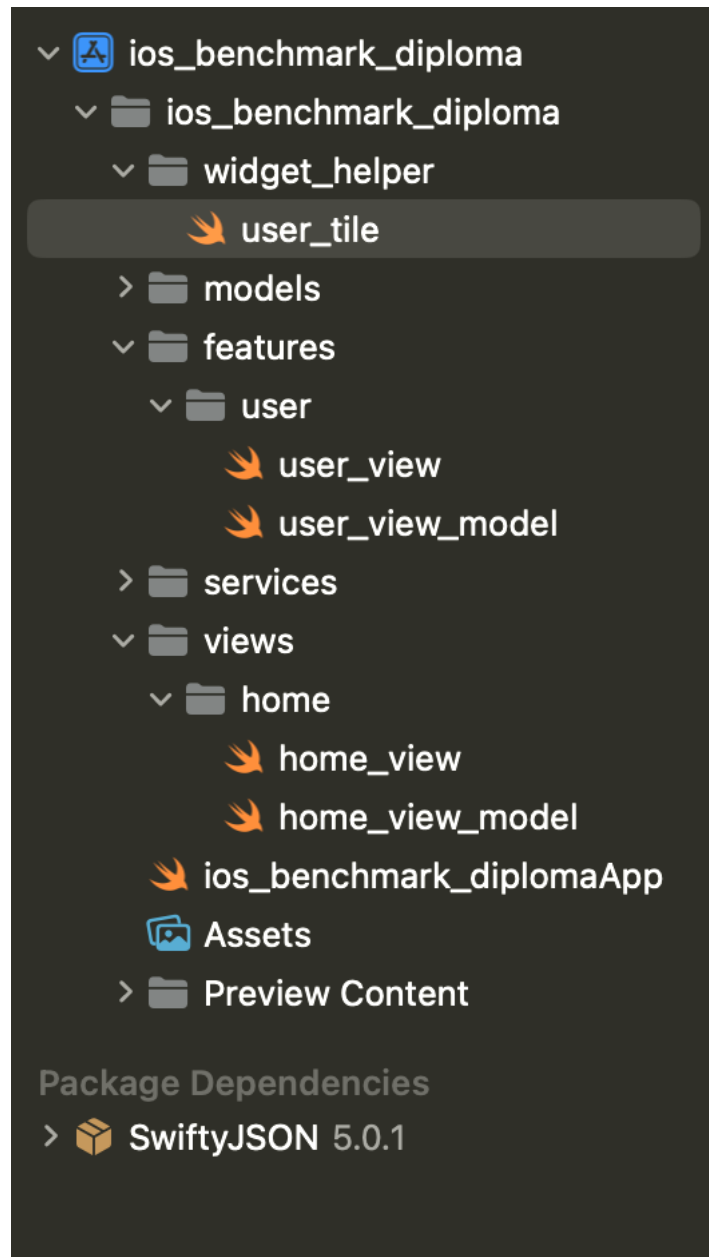 ios_benchmark_diploma
ios_benchmark_diploma
widget_helper
user_tile
models
features
user
user_view
user_view_model
services
views
home
home_view
home_view_model
ios_benchmark_diplomaApp
Assets
Preview Content
Package Dependencies
SwiftyJSON 5.0.1